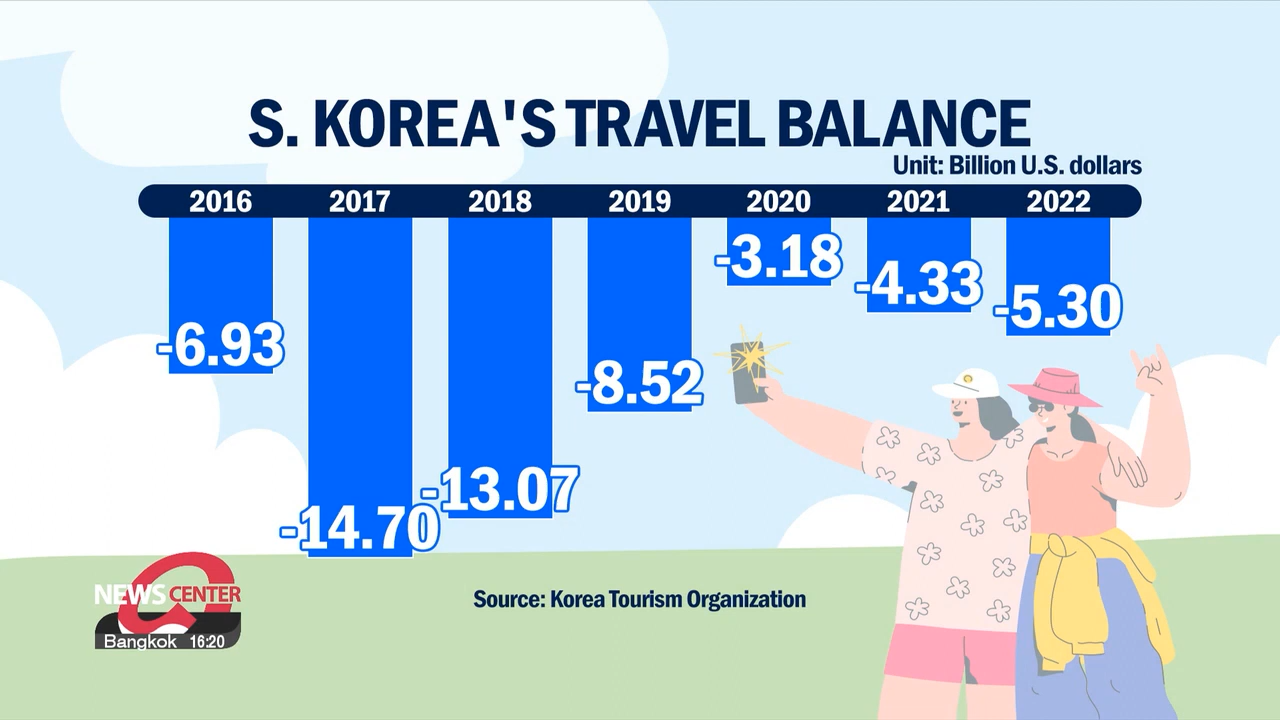 S. KOREA'S TRAVEL BALANCE
Unit: Billion U.S. dollars
2016 2017 2018 2019 2020 2021 2022
-6.93 -14.70 -13.07 -8.52 -3.18 -4.33 -5.30
Source: Korea Tourism Organization
NEWS CENTER
Bangkok 16:20